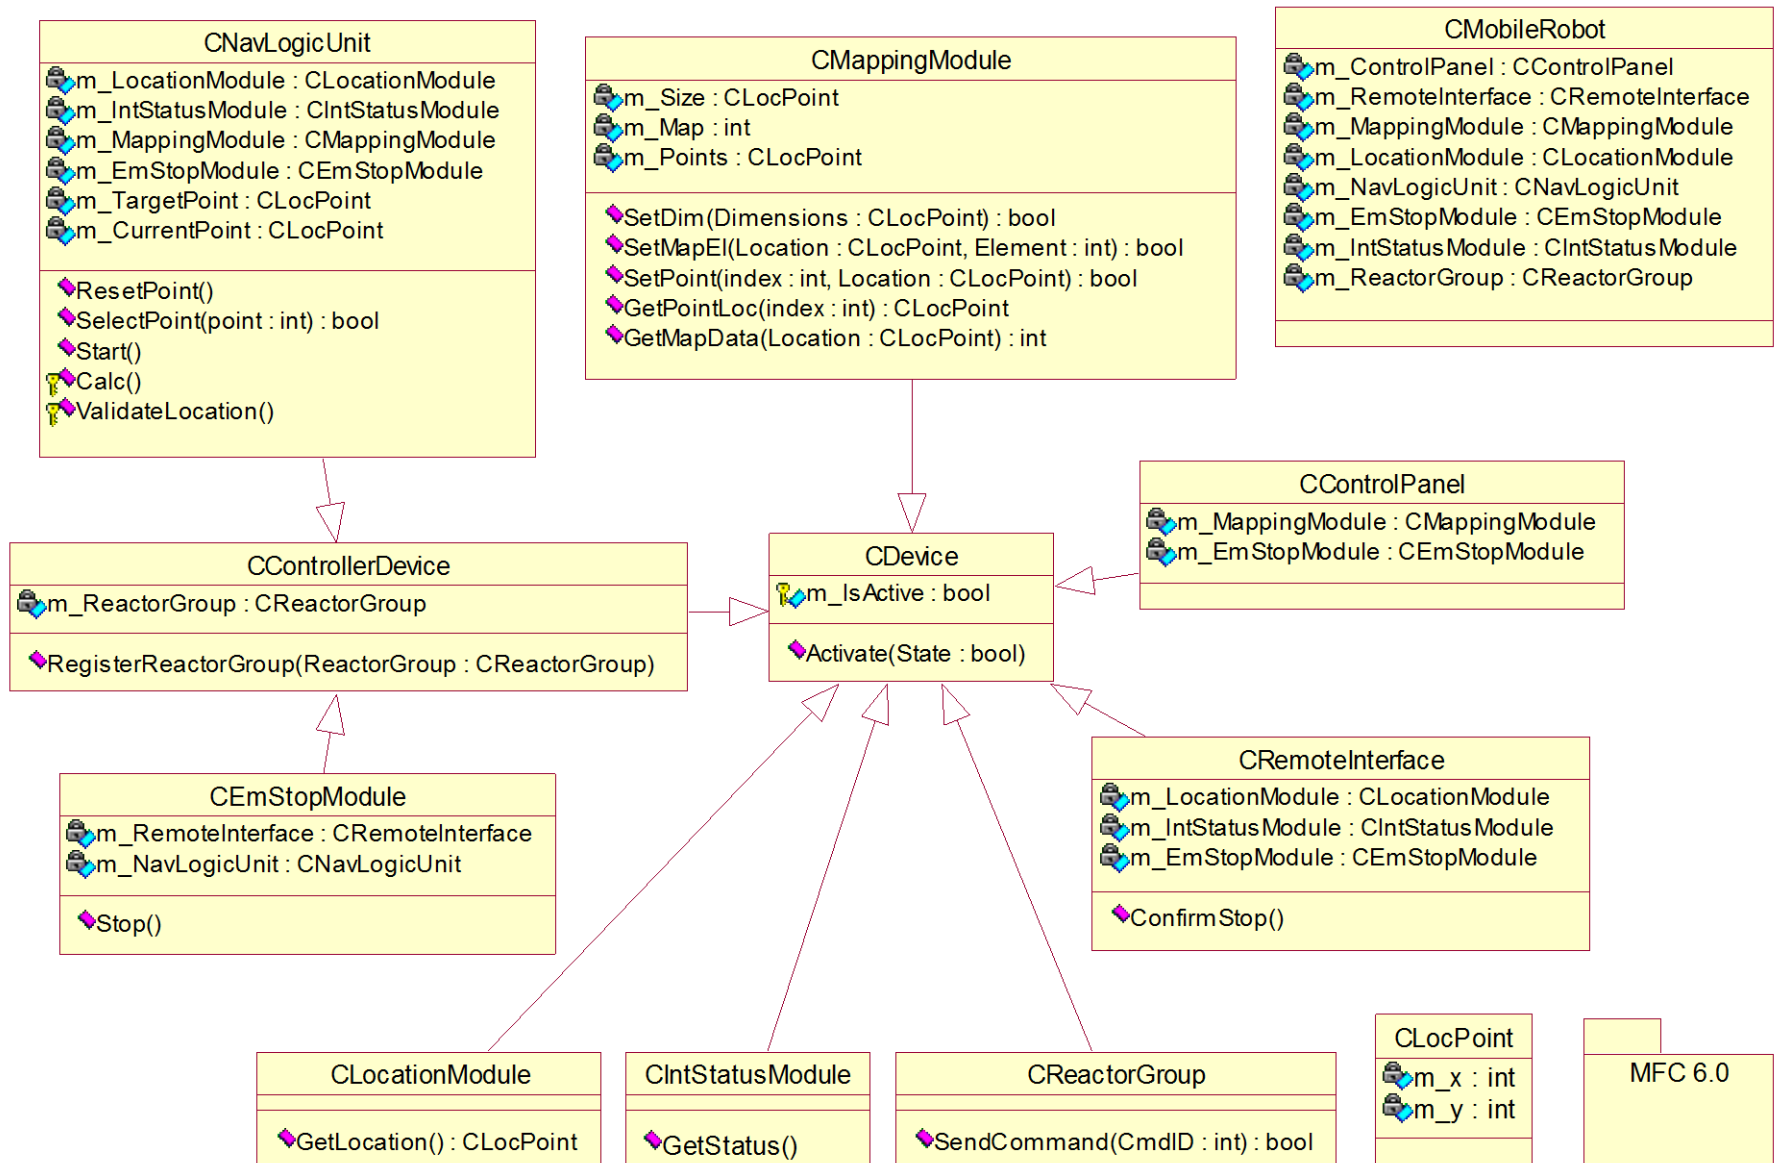 CNavLogicUnit
m_LocationModule : CLocationModule
m_IntStatusModule : CIntStatusModule
m_MappingModule : CMappingModule
m_EmStopModule : CEmStopModule
m_TargetPoint : CLocPoint
m_CurrentPoint : CLocPoint
ResetPoint()
SelectPoint(point : int) : bool
Start()
Calc()
ValidateLocation()
CMappingModule
m_Size : CLocPoint
m_Map : int
m_Points : CLocPoint
SetDim(Dimensions : CLocPoint) : bool
SetMapEl(Location : CLocPoint, Element : int) : bool
SetPoint(index : int, Location : CLocPoint) : bool
GetPointLoc(index : int) : CLocPoint
GetMapData(Location : CLocPoint) : int
CMobileRobot
m_ControlPanel : CControlPanel
m_RemoteInterface : CRemoteInterface
m_MappingModule : CMappingModule
m_LocationModule : CLocationModule
m_NavLogicUnit : CNavLogicUnit
m_EmStopModule : CEmStopModule
m_IntStatusModule : CIntStatusModule
m_ReactorGroup : CReactorGroup
CControlPanel
m_MappingModule : CMappingModule
m_EmStopModule : CEmStopModule
CControllerDevice
m_ReactorGroup : CReactorGroup
RegisterReactorGroup(ReactorGroup : CReactorGroup)
CDevice
m_IsActive : bool
Activate(State : bool)
CEmStopModule
m_RemoteInterface : CRemoteInterface
m_NavLogicUnit : CNavLogicUnit
Stop()
CRemoteInterface
m_LocationModule : CLocationModule
m_IntStatusModule : CIntStatusModule
m_EmStopModule : CEmStopModule
ConfirmStop()
CLocationModule
GetLocation() : CLocPoint
CIntStatusModule
GetStatus()
CReactorGroup
SendCommand(CmdID : int) : bool
CLocPoint
m_x : int
m_y : int
MFC 6.0